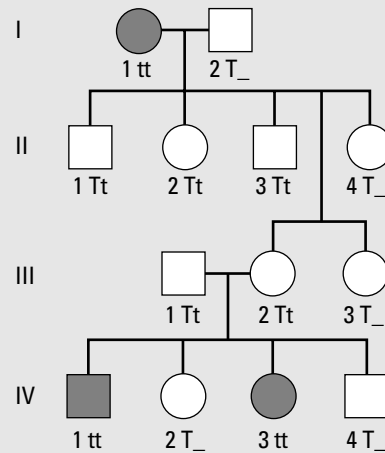 I
1 tt 2 T_
II
1 Tt 2 Tt 3 Tt 4 T_
III
1 Tt 2 Tt 3 T_
IV
1 tt 2 T_ 3 tt 4 T_